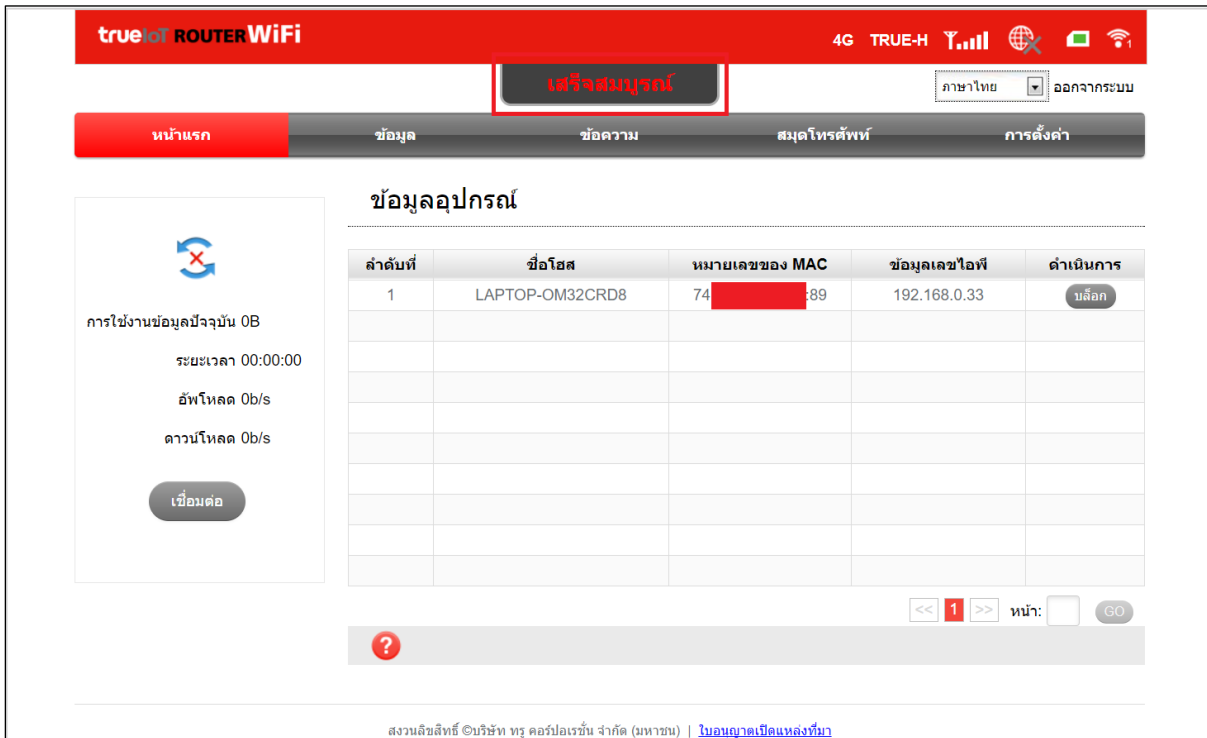 trueIoT ROUTER WiFi
4G TRUE-H
1
เสร็จสมบูรณ์
ภาษาไทย ออกจากระบบ
หน้าแรก ข้อมูล ข้อความ สมุดโทรศัพท์ การตั้งค่า
ข้อมูลอุปกรณ์
ลำดับที่ ชื่อโฮส หมายเลขของ MAC ข้อมูลเลขไอพี ดำเนินการ
1 LAPTOP-OM32CRD8 74 :89 192.168.0.33 บล็อก
การใช้งานข้อมูลปัจจุบัน 0B
ระยะเวลา 00:00:00
อัพโหลด 0b/s
ดาวน์โหลด 0b/s
เชื่อมต่อ
<< 1 >> หน้า: GO
?
สงวนลิขสิทธิ์ ©บริษัท ทรู คอร์ปอเรชั่น จำกัด (มหาชน) | ใบอนุญาตเปิดแหล่งที่มา